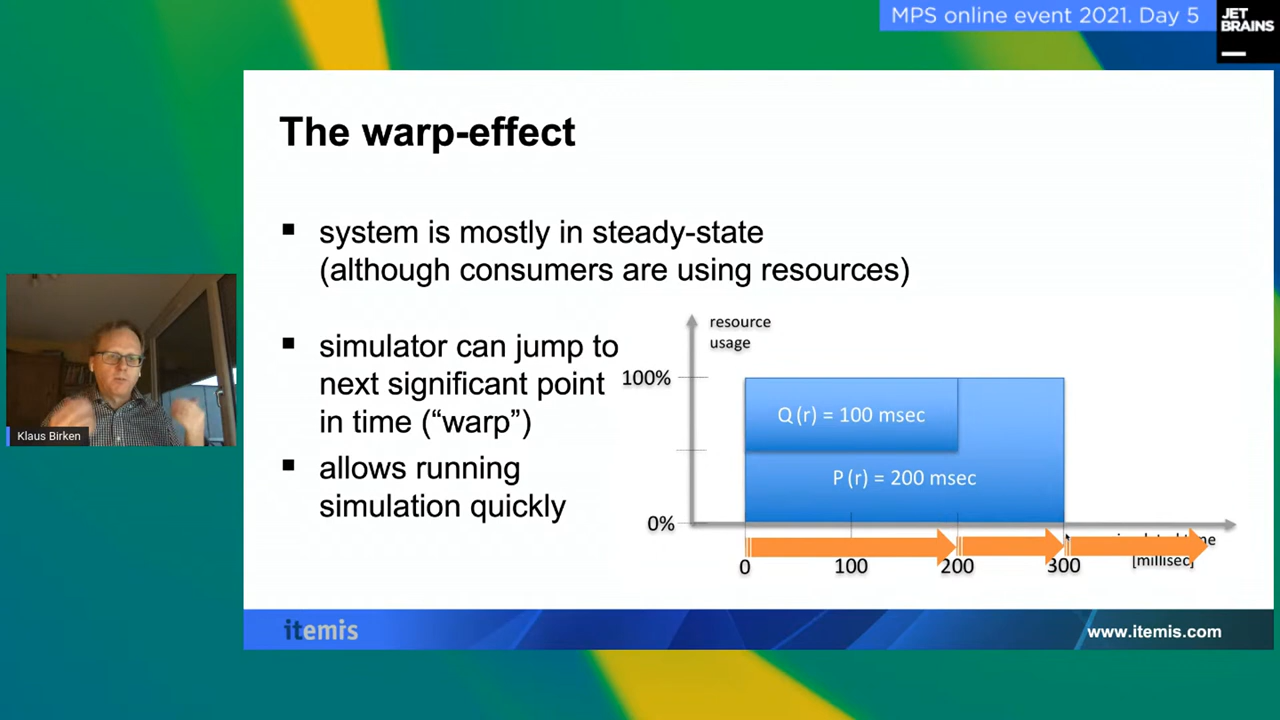 MPS online event 2021. Day 5
JET
BRAINS
The warp-effect
▪ system is mostly in steady-state
(although consumers are using resources)
▪ simulator can jump to
next significant point
in time (“warp”)
▪ allows running
simulation quickly
resource
usage
100%
Q (r) = 100 msec
P (r) = 200 msec
0%
[millisec]
0 100 200 300
Klaus Birken
itemis
www.itemis.com